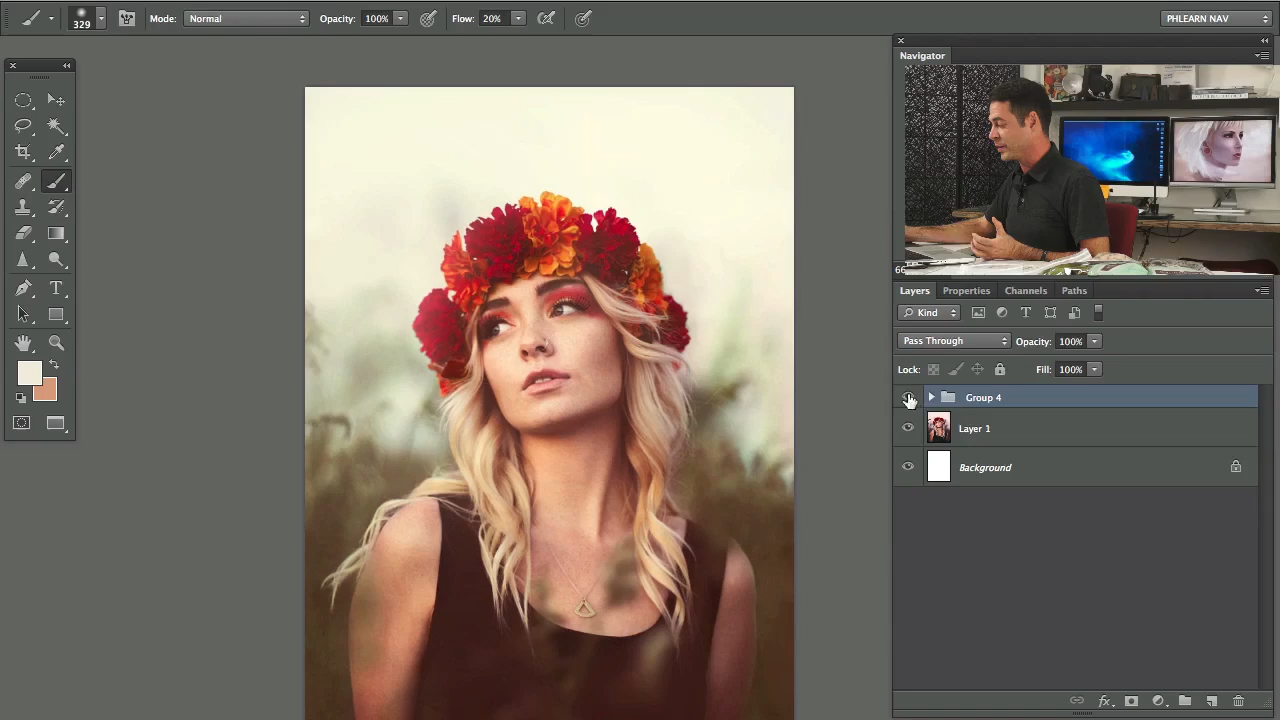 329 Mode: Normal Opacity: 100% Flow: 20% PHLEARN NAV
Navigator
66
Layers Properties Channels Paths
Kind
Pass Through Opacity: 100%
Lock: Fill: 100%
Group 4
Layer 1
Background